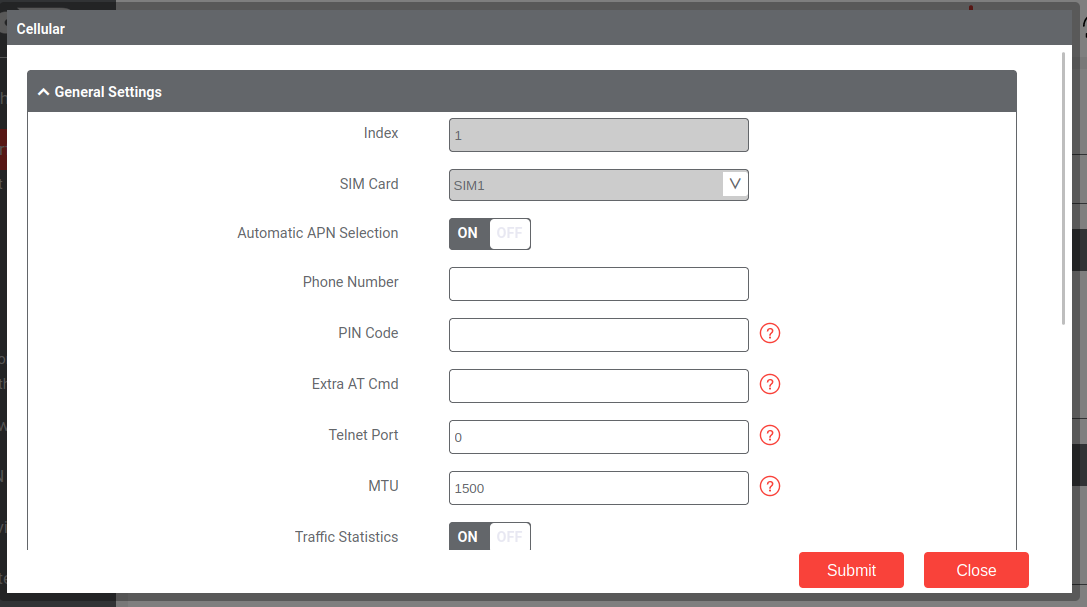 Cellular
General Settings
Index 1
SIM Card SIM1
Automatic APN Selection ON OFF
Phone Number
PIN Code ?
Extra AT Cmd ?
Telnet Port 0 ?
MTU 1500 ?
Traffic Statistics ON OFF
Submit Close